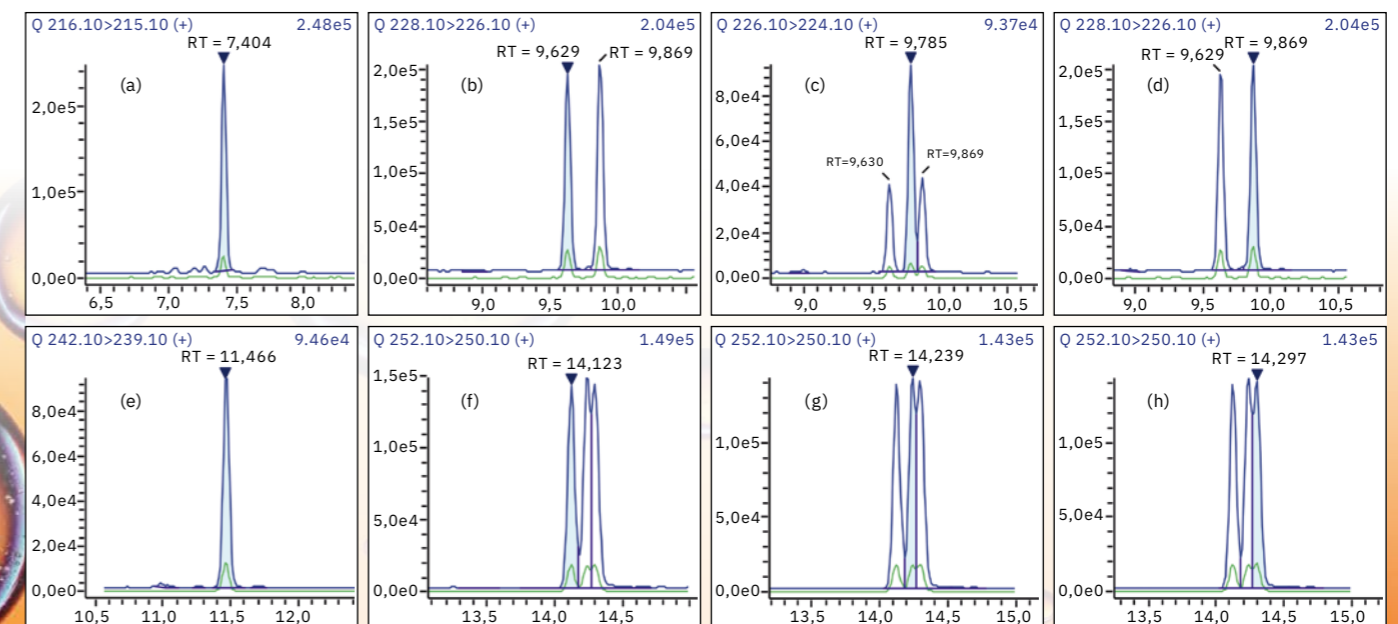 Q 216.10>215.10 (+) 2.48e5
RT = 7,404
(a)
2,0e5
1,0e5
0,0e0
6,5 7,0 7,5 8,0
Q 228.10>226.10 (+) 2.04e5
RT = 9,629 RT = 9,869
(b)
2,0e5
1,5e5
1,0e5
5,0e4
0,0e0
9,0 9,5 10,0
Q 226.10>224.10 (+) 9.37e4
RT = 9,785
(c)
8,0e4
6,0e4
RT=9,630 RT=9,869
4,0e4
2,0e4
0,0e0
9,0 9,5 10,0 10,5
Q 228.10>226.10 (+) 2.04e5
RT = 9,629 RT = 9,869
(d)
2,0e5
1,5e5
1,0e5
5,0e4
0,0e0
9,0 9,5 10,0 10,5
Q 242.10>239.10 (+) 9.46e4
RT = 11,466
(e)
8,0e4
6,0e4
4,0e4
2,0e4
0,0e0
10,5 11,0 11,5 12,0
Q 252.10>250.10 (+) 1.49e5
RT = 14,123
1,5e5
(f)
1,0e5
5,0e4
0,0e0
13,5 14,0 14,5
Q 252.10>250.10 (+) 1.43e5
RT = 14,239
(g)
1,0e5
5,0e4
0,0e0
13,5 14,0 14,5 15,0
Q 252.10>250.10 (+) 1.43e5
RT = 14,297
(h)
1,0e5
5,0e4
0,0e0
13,5 14,0 14,5 15,0